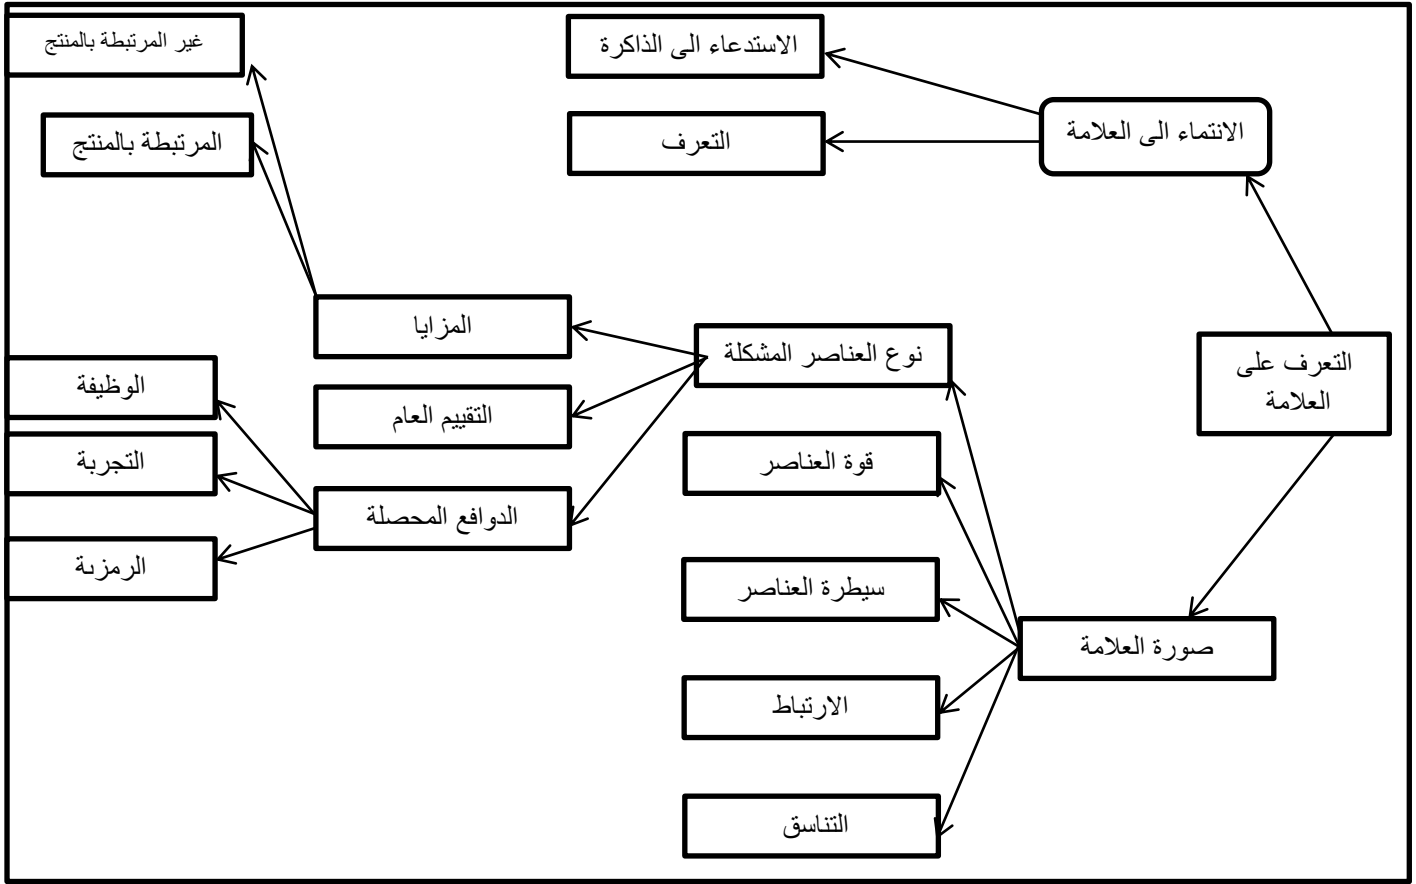 غير المرتبطة بالمنتج
الاستدعاء الى الذاكرة
الانتماء الى العلامة
المرتبطة بالمنتج
التعرف
المزايا
نوع العناصر المشكلة
التعرف على
العلامة
الوظيفة
التقييم العام
التجربة
قوة العناصر
الدوافع المحصلة
الرمزية
سيطرة العناصر
صورة العلامة
الارتباط
التناسق